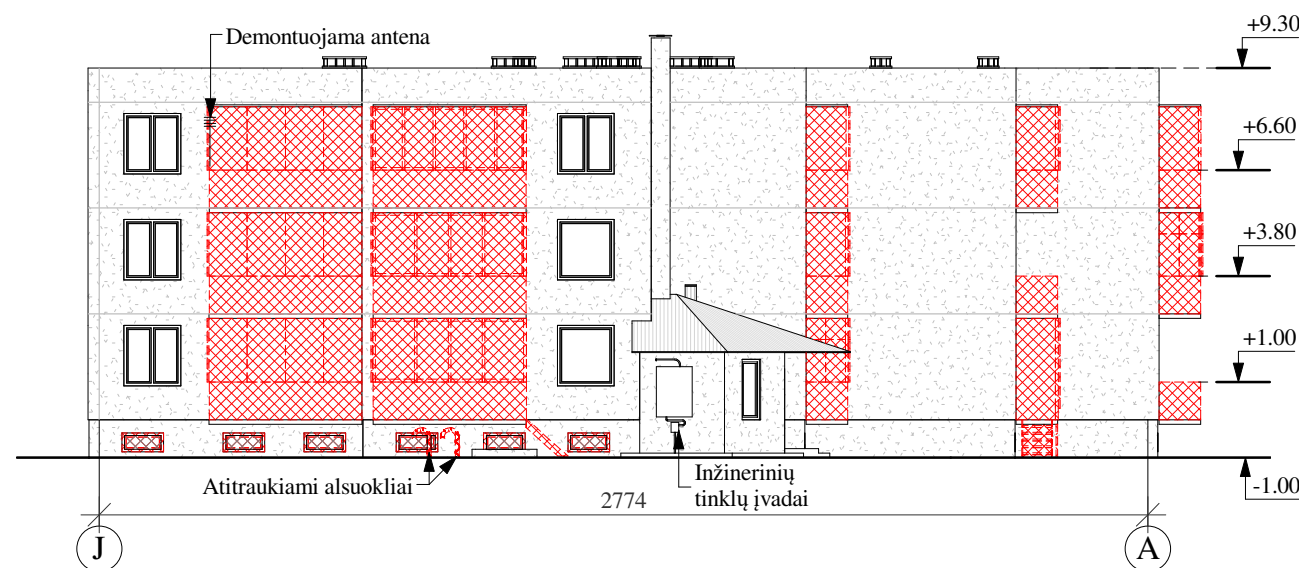 Demontuojama antena
+9.30
+6.60
+3.80
+1.00
-1.00
Atitraukiami alsuokliai
Inžinerinių
tinklų įvadai
2774
J
A